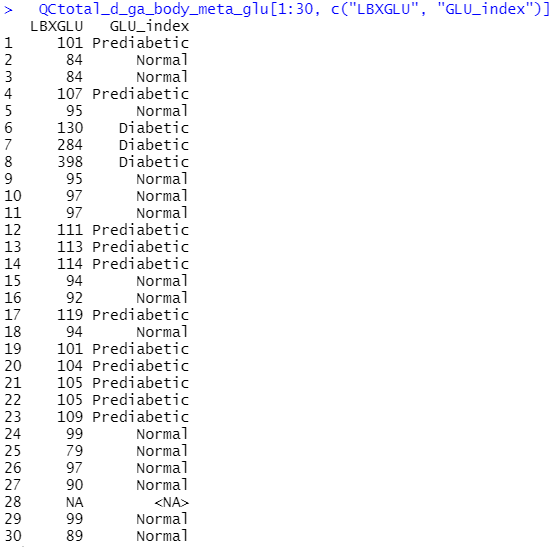 >   QCtotal_d_ga_body_meta_glu[1:30, c("LBXGLU", "GLU_index")]
   LBXGLU   GLU_index
1     101 Prediabetic
2      84      Normal
3      84      Normal
4     107 Prediabetic
5      95      Normal
6     130    Diabetic
7     284    Diabetic
8     398    Diabetic
9      95      Normal
10     97      Normal
11     97      Normal
12    111 Prediabetic
13    113 Prediabetic
14    114 Prediabetic
15     94      Normal
16     92      Normal
17    119 Prediabetic
18     94      Normal
19    101 Prediabetic
20    104 Prediabetic
21    105 Prediabetic
22    105 Prediabetic
23    109 Prediabetic
24     99      Normal
25     79      Normal
26     97      Normal
27     90      Normal
28     NA        <NA>
29     99      Normal
30     89      Normal